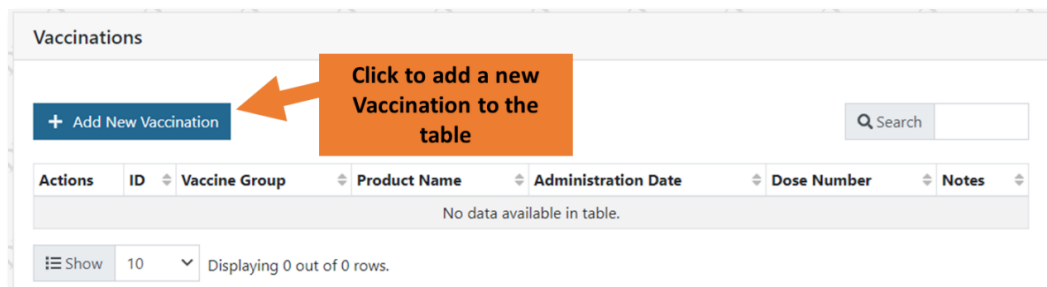 Vaccinations
Click to add a new
Vaccination to the
table
+ Add New Vaccination
Search
Actions ID Vaccine Group Product Name Administration Date Dose Number Notes
No data available in table.
Show 10 Displaying 0 out of 0 rows.